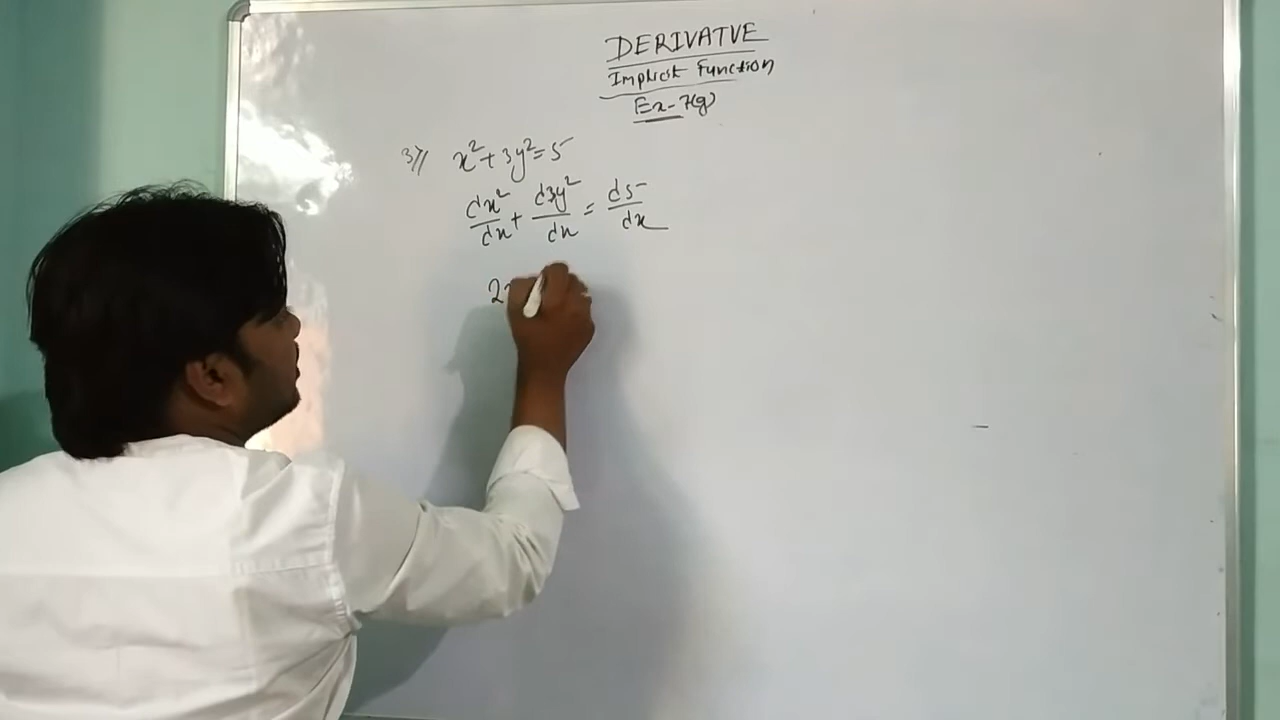 DERIVATVE
Implicit Function
Ex-7(g)
3) x²+3y²=5
dx²/dx + d3y²/dx = d5/dx
2